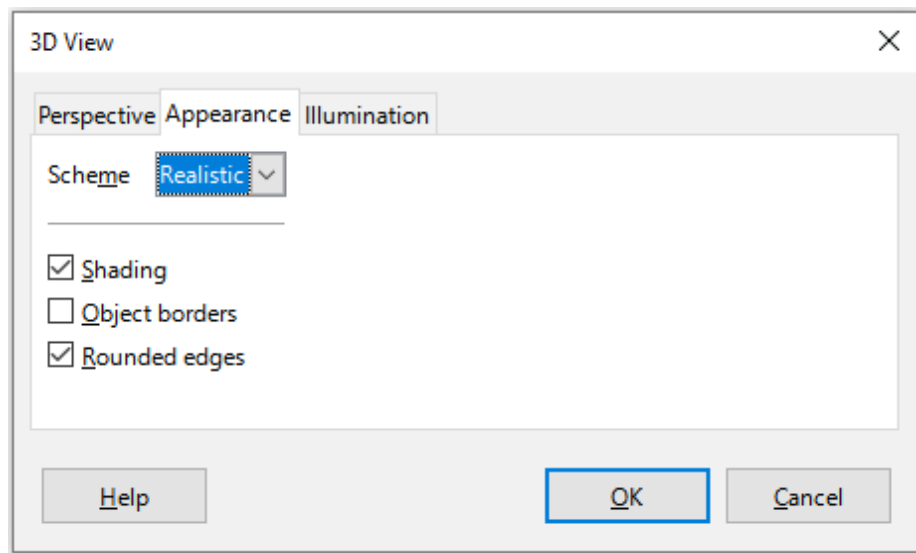 3D View
Perspective Appearance Illumination
Scheme Realistic
Shading
Object borders
Rounded edges
Help OK Cancel